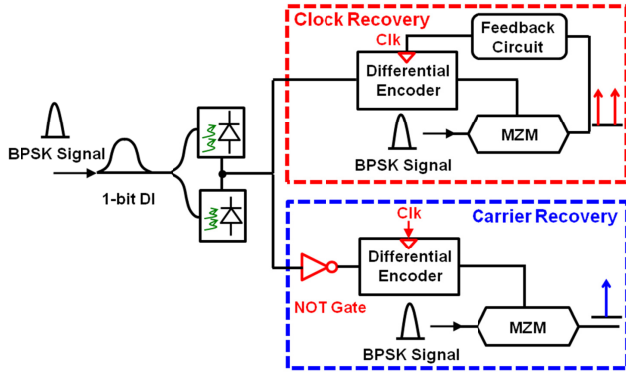 Clock Recovery
Clk
Feedback
Circuit
Differential
Encoder
BPSK Signal
MZM
BPSK Signal
1-bit DI
Carrier Recovery
Clk
Differential
Encoder
NOT Gate
BPSK Signal
MZM